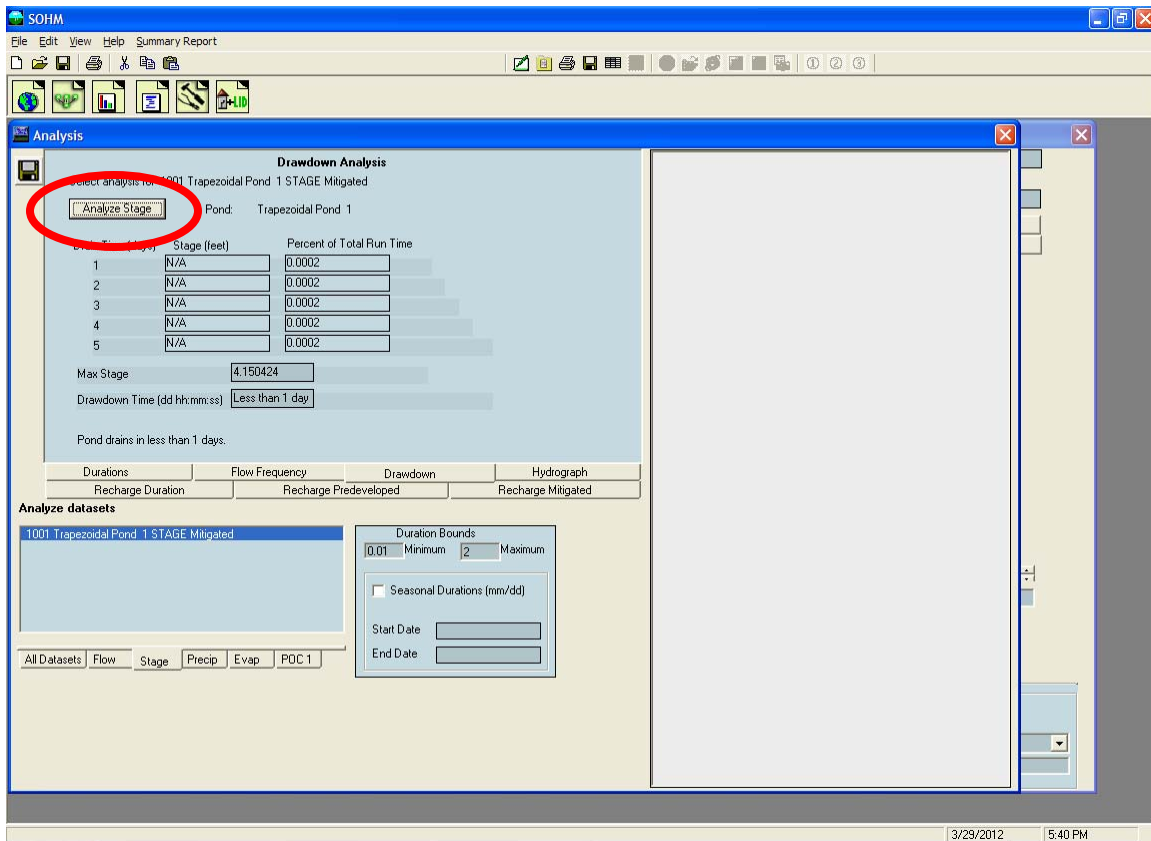 SOHM
File Edit View Help Summary Report
Analysis
Drawdown Analysis
Select analysis for 1001 Trapezoidal Pond 1 STAGE Mitigated
Analyze Stage Pond: Trapezoidal Pond 1
Drain Time (days) Stage (feet) Percent of Total Run Time
1 N/A 0.0002
2 N/A 0.0002
3 N/A 0.0002
4 N/A 0.0002
5 N/A 0.0002
Max Stage 4.150424
Drawdown Time (dd hh:mm:ss) Less than 1 day
Pond drains in less than 1 days.
Durations Flow Frequency Drawdown Hydrograph
Recharge Duration Recharge Predeveloped Recharge Mitigated
Analyze datasets
1001 Trapezoidal Pond 1 STAGE Mitigated
Duration Bounds
0.01 Minimum 2 Maximum
Seasonal Durations (mm/dd)
Start Date
End Date
All Datasets Flow Stage Precip Evap POC 1
3/29/2012 5:40 PM